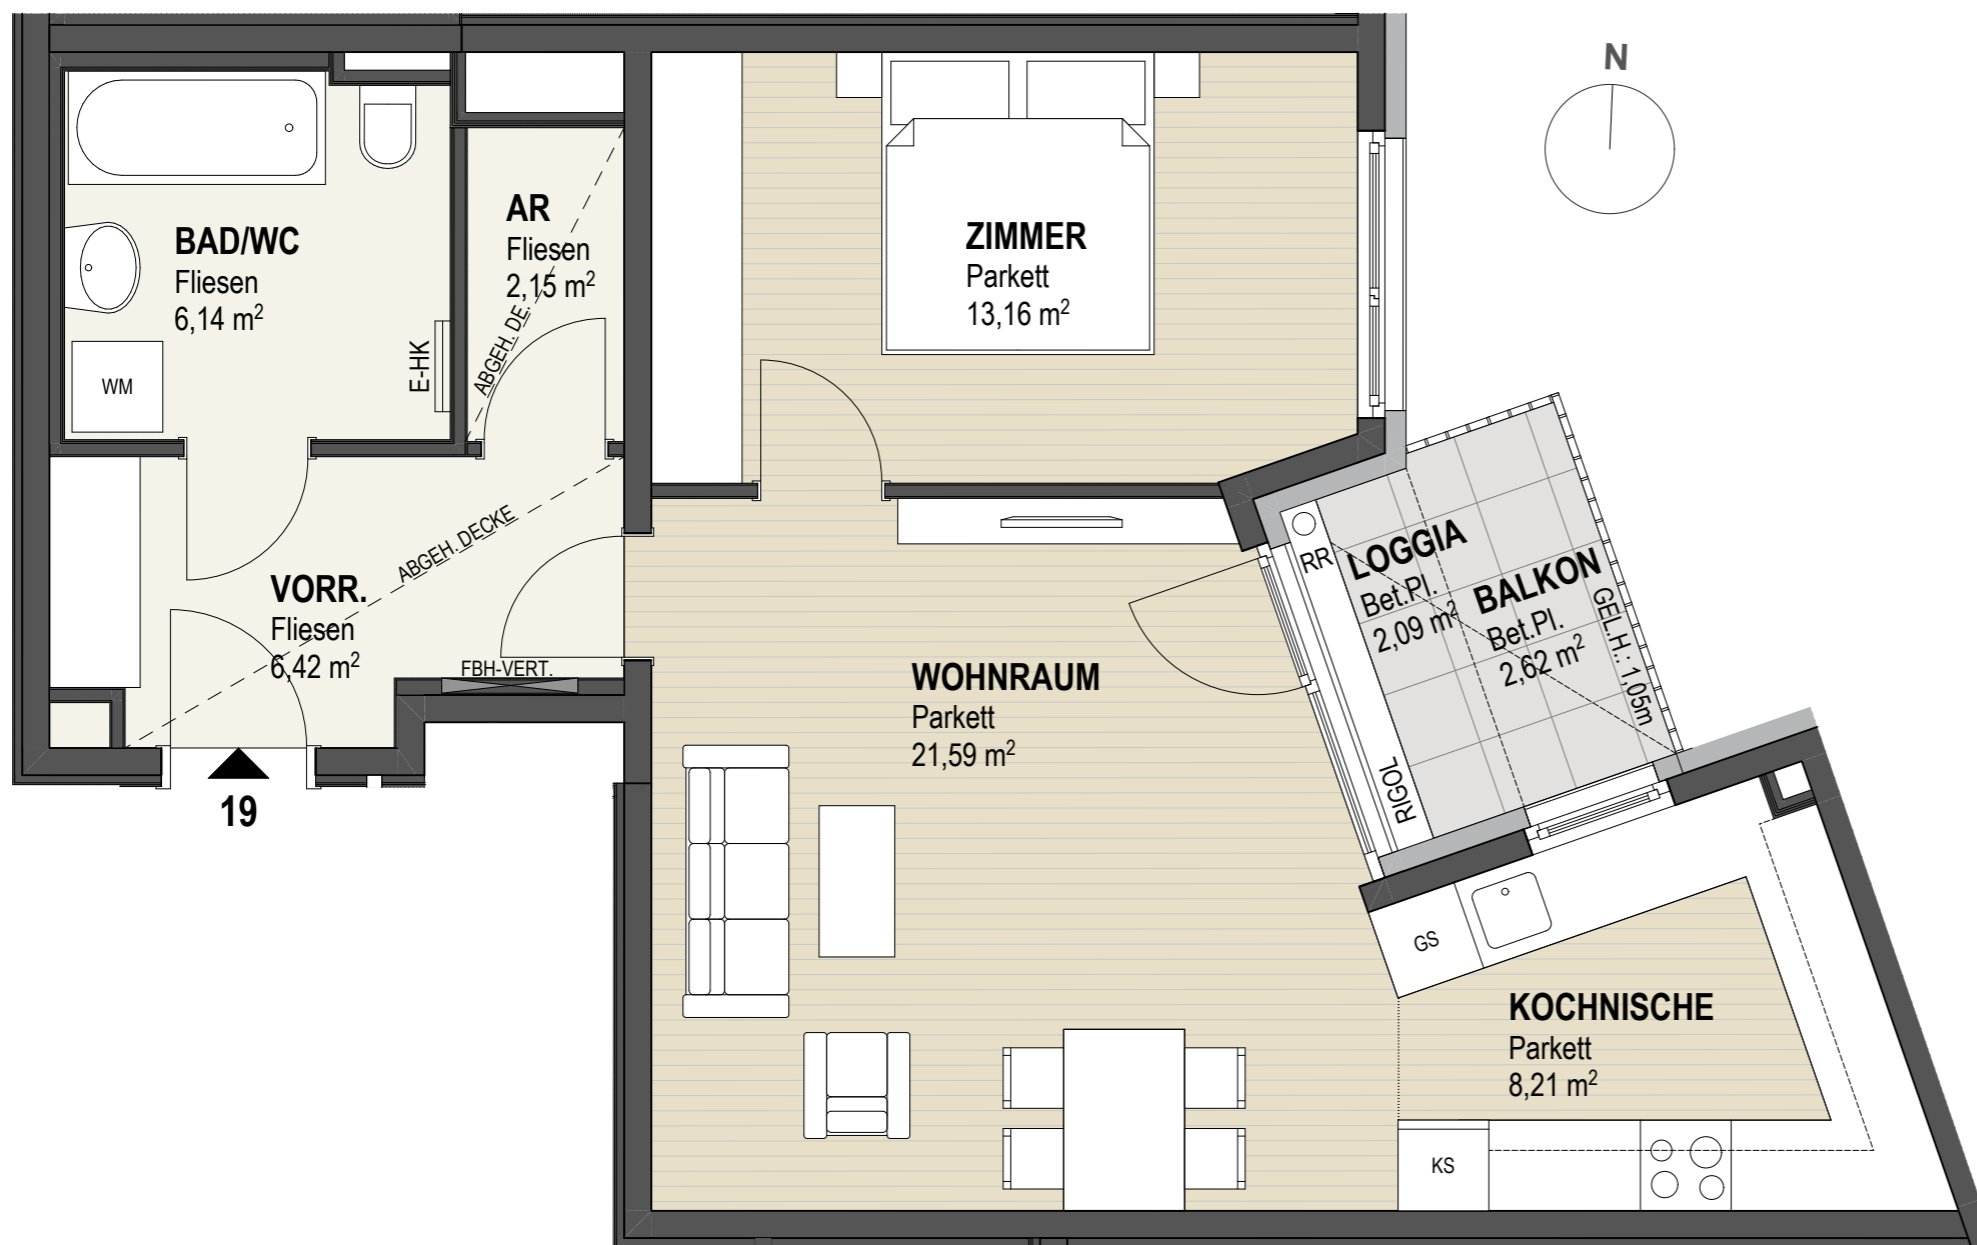 N
BAD/WC
Fliesen
6,14 m²
WM
E-HK
AR
Fliesen
2,15 m²
ABGEH. DE.
ZIMMER
Parkett
13,16 m²
VORR.
Fliesen
6,42 m²
ABGEH. DECKE
FBH-VERT.
19
WOHNRAUM
Parkett
21,59 m²
RR
LOGGIA
Bet.Pl.
2,09 m²
BALKON
Bet.Pl.
2,62 m²
GEL.H.: 1,05m
RIGOL
GS
KOCHNISCHE
Parkett
8,21 m²
KS